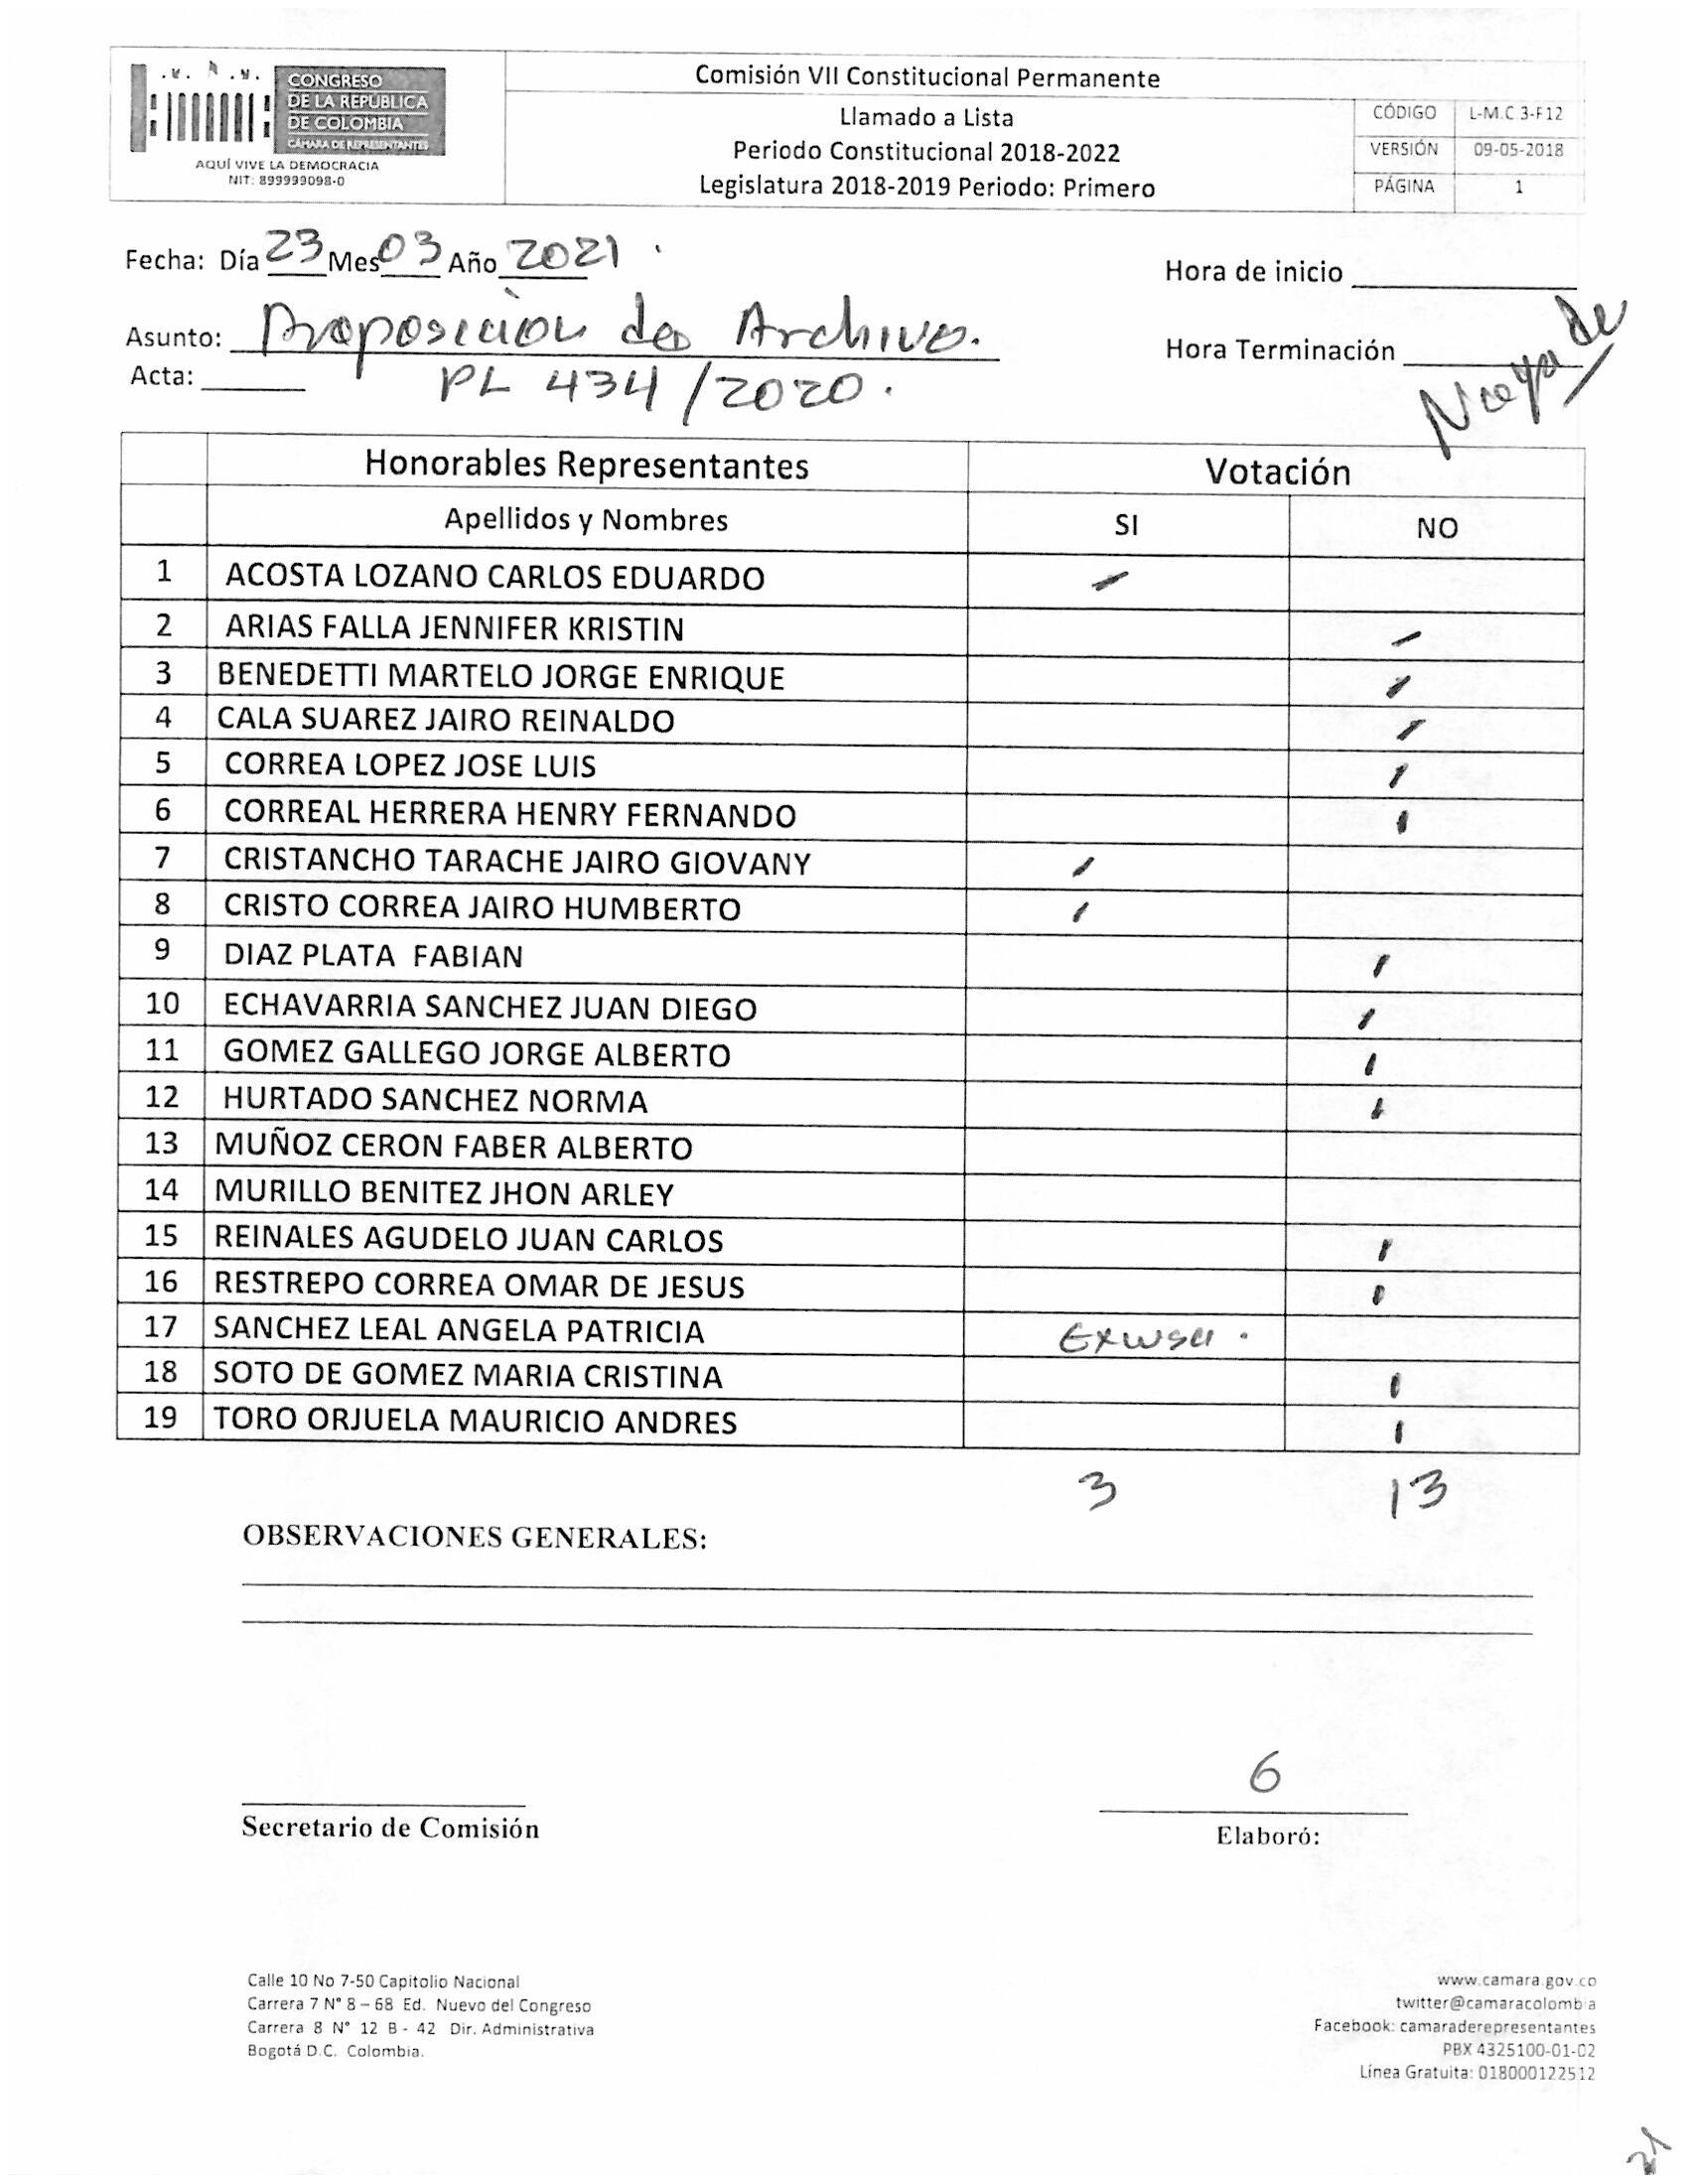 CONGRESO
DE LA REPÚBLICA
DE COLOMBIA
CÁMARA DE REPRESENTANTES
AQUÍ VIVE LA DEMOCRACIA
NIT: 899999098-0
Comisión VII Constitucional Permanente
Llamado a Lista
Periodo Constitucional 2018-2022
Legislatura 2018-2019 Periodo: Primero
CÓDIGO L-M.C 3-F12
VERSIÓN 09-05-2018
PÁGINA 1
Fecha: Día 23 Mes 03 Año 2021
Hora de inicio
Asunto: Proposición de Archivo.
Hora Terminación
Acta: PL 434/2020.
Honorables Representantes Votación
Apellidos y Nombres SI NO
1 ACOSTA LOZANO CARLOS EDUARDO
2 ARIAS FALLA JENNIFER KRISTIN
3 BENEDETTI MARTELO JORGE ENRIQUE
4 CALA SUAREZ JAIRO REINALDO
5 CORREA LOPEZ JOSE LUIS
6 CORREAL HERRERA HENRY FERNANDO
7 CRISTANCHO TARACHE JAIRO GIOVANY
8 CRISTO CORREA JAIRO HUMBERTO
9 DIAZ PLATA FABIAN
10 ECHAVARRIA SANCHEZ JUAN DIEGO
11 GOMEZ GALLEGO JORGE ALBERTO
12 HURTADO SANCHEZ NORMA
13 MUÑOZ CERON FABER ALBERTO
14 MURILLO BENITEZ JHON ARLEY
15 REINALES AGUDELO JUAN CARLOS
16 RESTREPO CORREA OMAR DE JESUS
17 SANCHEZ LEAL ANGELA PATRICIA Excusa.
18 SOTO DE GOMEZ MARIA CRISTINA
19 TORO ORJUELA MAURICIO ANDRES
3 13
OBSERVACIONES GENERALES:
6
Secretario de Comisión
Elaboró:
Calle 10 No 7-50 Capitolio Nacional
Carrera 7 N° 8 – 68 Ed. Nuevo del Congreso
Carrera 8 N° 12 B - 42 Dir. Administrativa
Bogotá D.C. Colombia.
www.camara.gov.co
twitter@camaracolombia
Facebook: camaraderepresentantes
PBX 4325100-01-02
Línea Gratuita: 018000122512